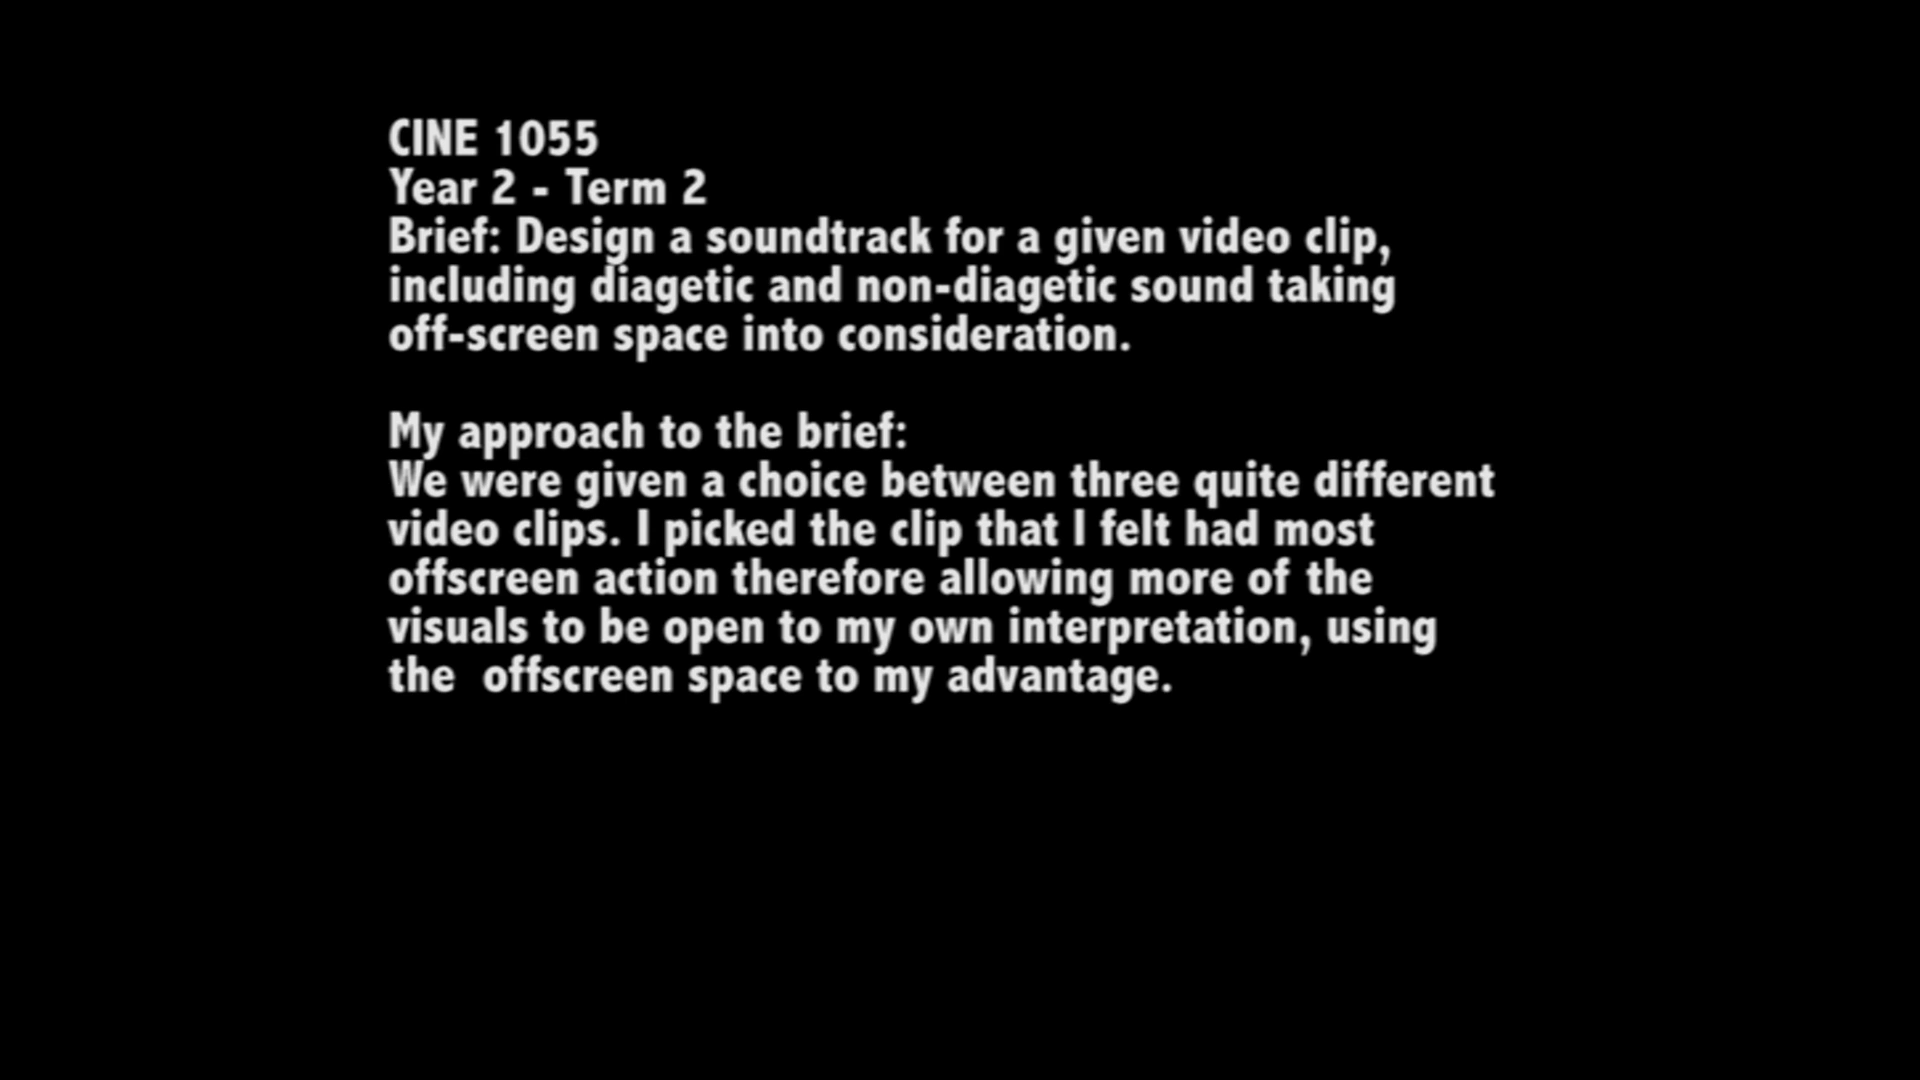 CINE 1055
Year 2 - Term 2
Brief: Design a soundtrack for a given video clip,
including diagetic and non-diagetic sound taking
off-screen space into consideration.
My approach to the brief:
We were given a choice between three quite different
video clips. I picked the clip that I felt had most
offscreen action therefore allowing more of the
visuals to be open to my own interpretation, using
the  offscreen space to my advantage.